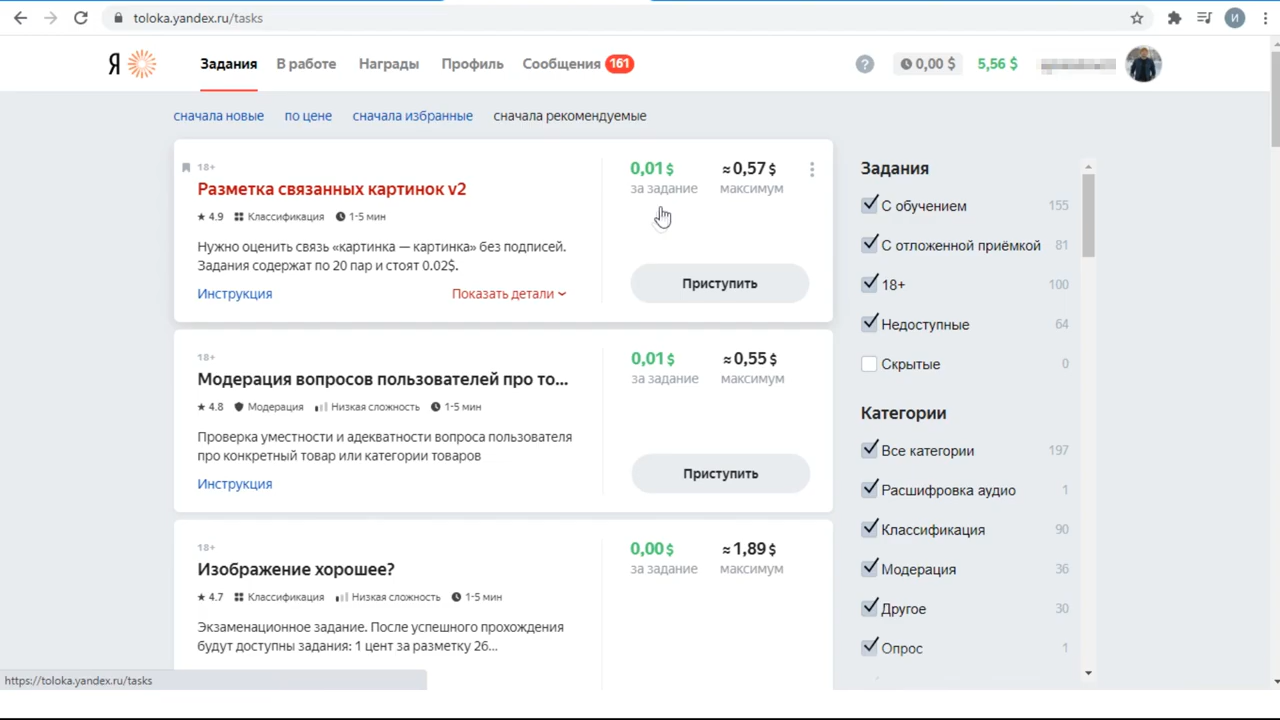 toloka.yandex.ru/tasks
И
Я
Задания
В работе
Награды
Профиль
Сообщения 161
?
0,00 $
5,56 $
сначала новые
по цене
сначала избранные
сначала рекомендуемые
18+
Разметка связанных картинок v2
4.9 Классификация 1-5 мин
Нужно оценить связь «картинка — картинка» без подписей.
Задания содержат по 20 пар и стоят 0.02$.
Инструкция
Показать детали
0,01 $
за задание
≈ 0,57 $
максимум
Приступить
18+
Модерация вопросов пользователей про то...
4.8 Модерация Низкая сложность 1-5 мин
Проверка уместности и адекватности вопроса пользователя
про конкретный товар или категории товаров
Инструкция
0,01 $
за задание
≈ 0,55 $
максимум
Приступить
18+
Изображение хорошее?
4.7 Классификация Низкая сложность 1-5 мин
Экзаменационное задание. После успешного прохождения
будут доступны задания: 1 цент за разметку 26...
0,00 $
за задание
≈ 1,89 $
максимум
Задания
С обучением 155
С отложенной приёмкой 81
18+ 100
Недоступные 64
Скрытые 0
Категории
Все категории 197
Расшифровка аудио 1
Классификация 90
Модерация 36
Другое 30
Опрос 1
https://toloka.yandex.ru/tasks